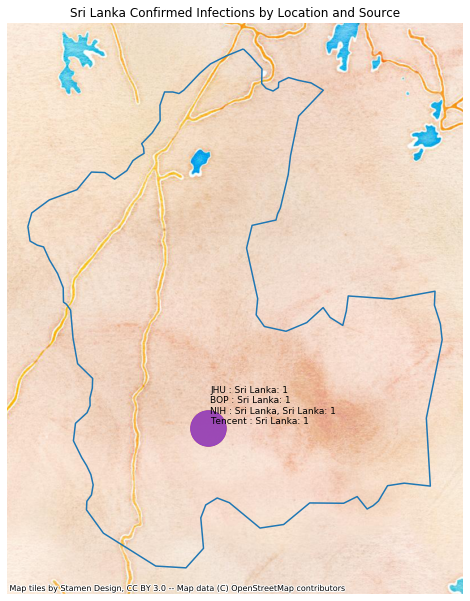 Sri Lanka Confirmed Infections by Location and Source
JHU : Sri Lanka: 1
BOP : Sri Lanka: 1
NIH : Sri Lanka, Sri Lanka: 1
Tencent : Sri Lanka: 1
Map tiles by Stamen Design, CC BY 3.0 -- Map data (C) OpenStreetMap contributors